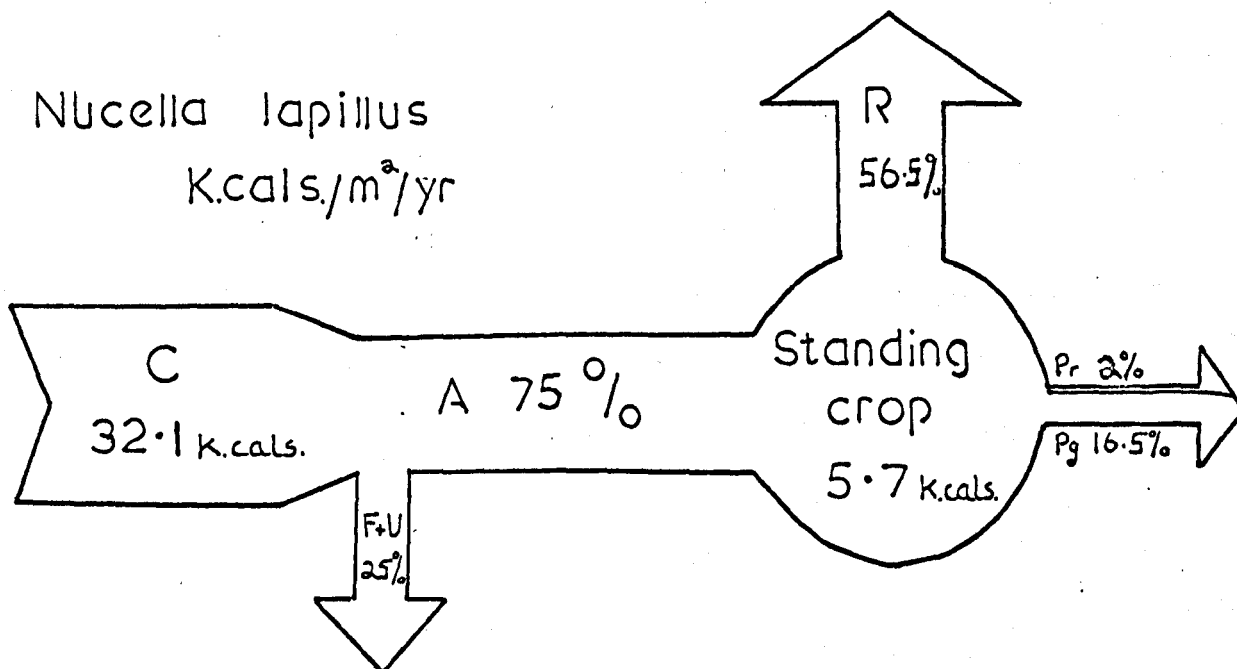 Nucella lapillus
K.cals./m²/yr
R
56·5%
C
32·1 K.cals.
A 75 %
Standing
crop
5·7 K.cals.
Pr 2%
Pg 16·5%
F+U
25%